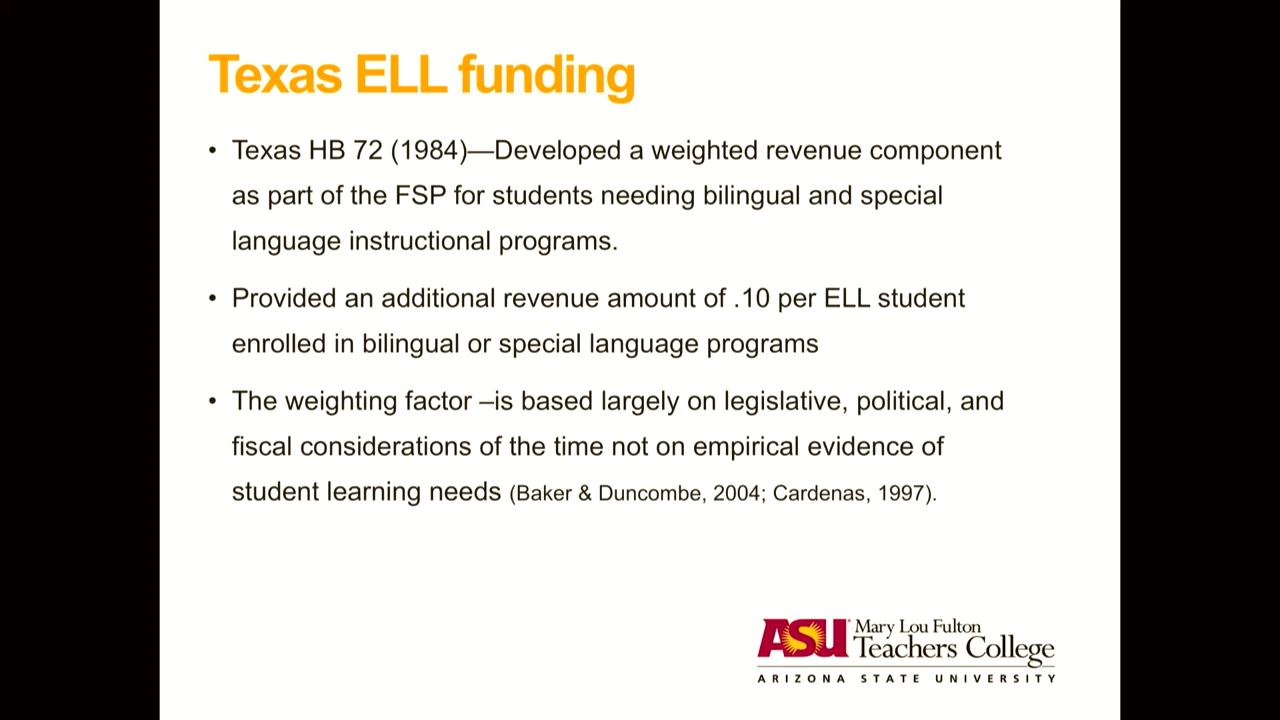 Texas ELL funding
• Texas HB 72 (1984)—Developed a weighted revenue component
as part of the FSP for students needing bilingual and special
language instructional programs.
• Provided an additional revenue amount of .10 per ELL student
enrolled in bilingual or special language programs
• The weighting factor –is based largely on legislative, political, and
fiscal considerations of the time not on empirical evidence of
student learning needs (Baker & Duncombe, 2004; Cardenas, 1997).
ASU Mary Lou Fulton
Teachers College
ARIZONA STATE UNIVERSITY